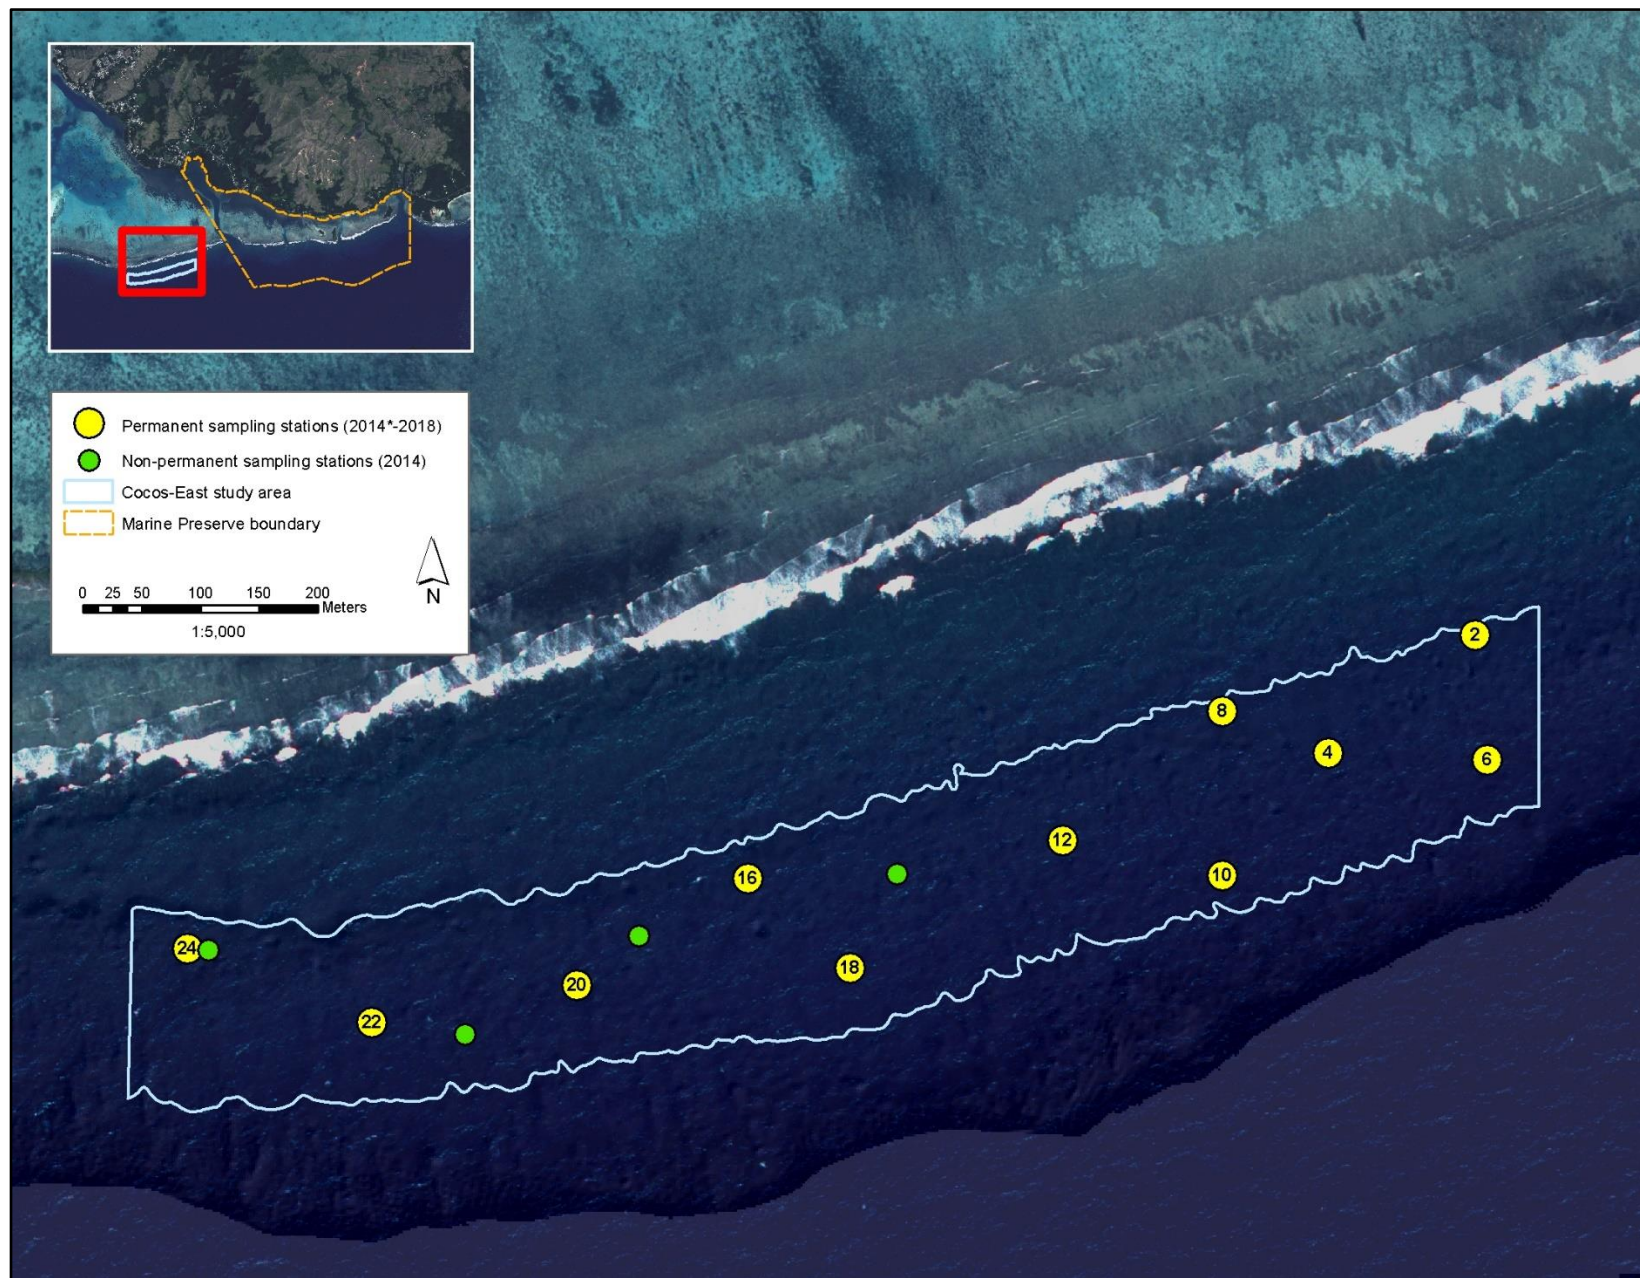 Permanent sampling stations (2014*-2018)
Non-permanent sampling stations (2014)
Cocos-East study area
Marine Preserve boundary
N
0 25 50 100 150 200
Meters
1:5,000
2
8
4
6
12
16
10
24
18
20
22